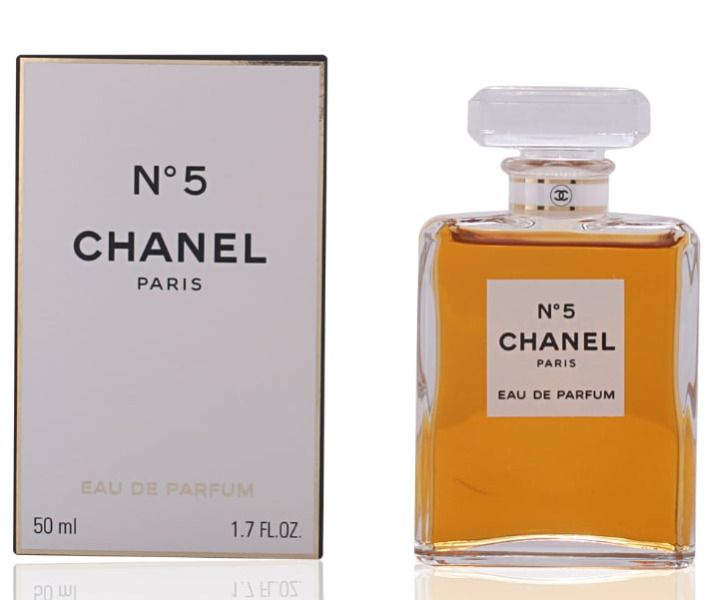 N° 5
CHANEL
PARIS
EAU DE PARFUM
50 ml
1.7 FL.OZ.
N° 5
CHANEL
PARIS
EAU DE PARFUM